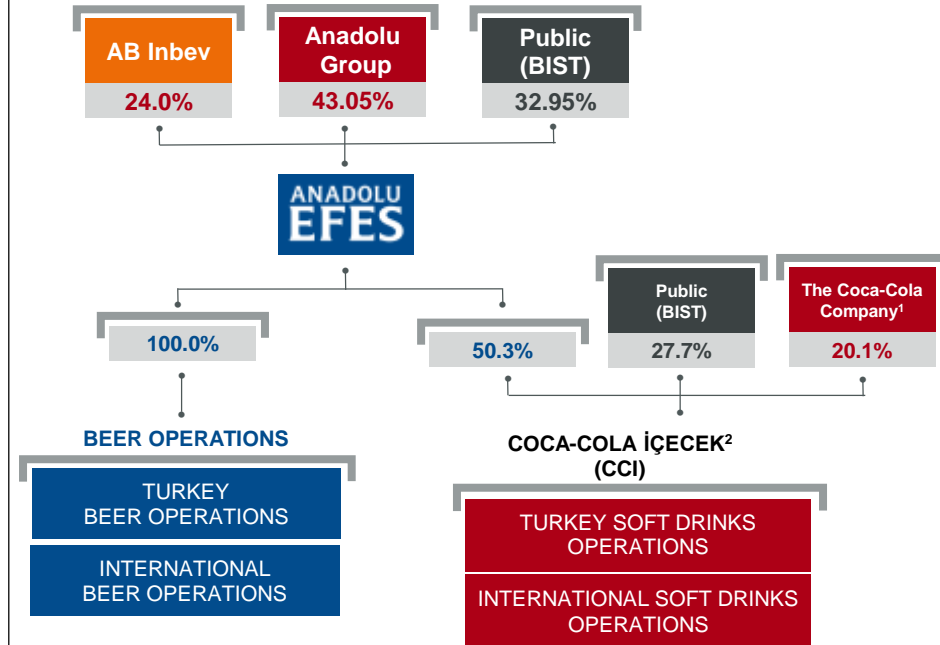 AB Inbev
24.0%
Anadolu
Group
43.05%
Public
(BIST)
32.95%
ANADOLU
EFES
100.0%
50.3%
Public
(BIST)
27.7%
The Coca-Cola
Company¹
20.1%
BEER OPERATIONS
TURKEY
BEER OPERATIONS
INTERNATIONAL
BEER OPERATIONS
COCA-COLA İÇECEK²
(CCI)
TURKEY SOFT DRINKS
OPERATIONS
INTERNATIONAL SOFT DRINKS
OPERATIONS